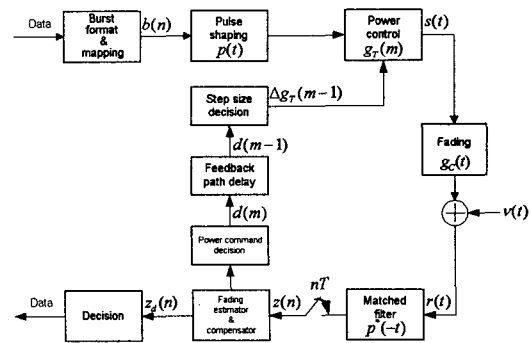 Data
Burst
format
&
mapping
b(n)
Pulse
shaping
p(t)
Power
control
g_T(m)
s(t)
Step size
decision
Δg_T(m−1)
d(m−1)
Feedback
path delay
d(m)
Power command
decision
Fading
g_C(t)
v(t)
r(t)
Matched
filter
p*(-t)
nT
z(n)
Fading
estimator
&
compensator
z_d(n)
Decision
Data